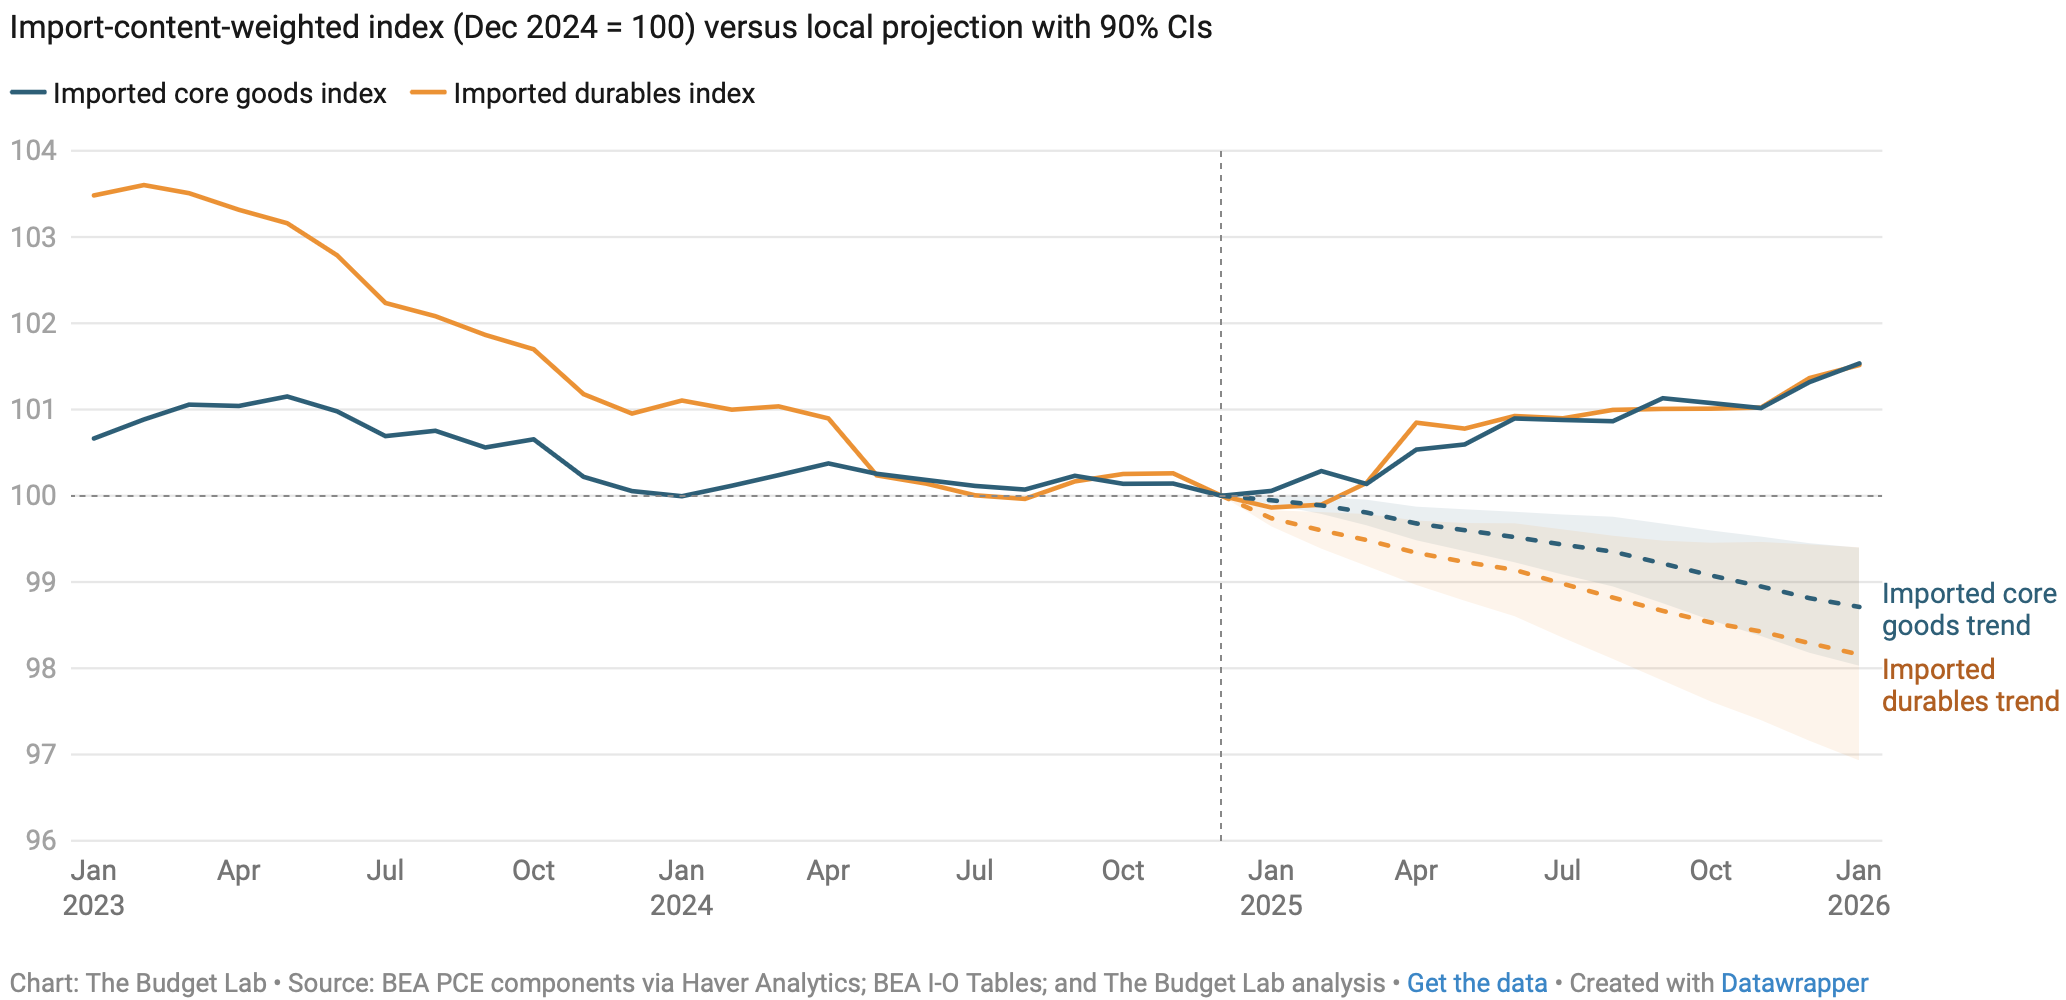 Import-content-weighted index (Dec 2024 = 100) versus local projection with 90% CIs
Imported core goods index Imported durables index
104
103
102
101
100
99
98
97
96
Imported core
goods trend
Imported
durables trend
Jan Apr Jul Oct Jan Apr Jul Oct Jan Apr Jul Oct Jan
2023 2024 2025 2026
Chart: The Budget Lab • Source: BEA PCE components via Haver Analytics; BEA I-O Tables; and The Budget Lab analysis • Get the data • Created with Datawrapper